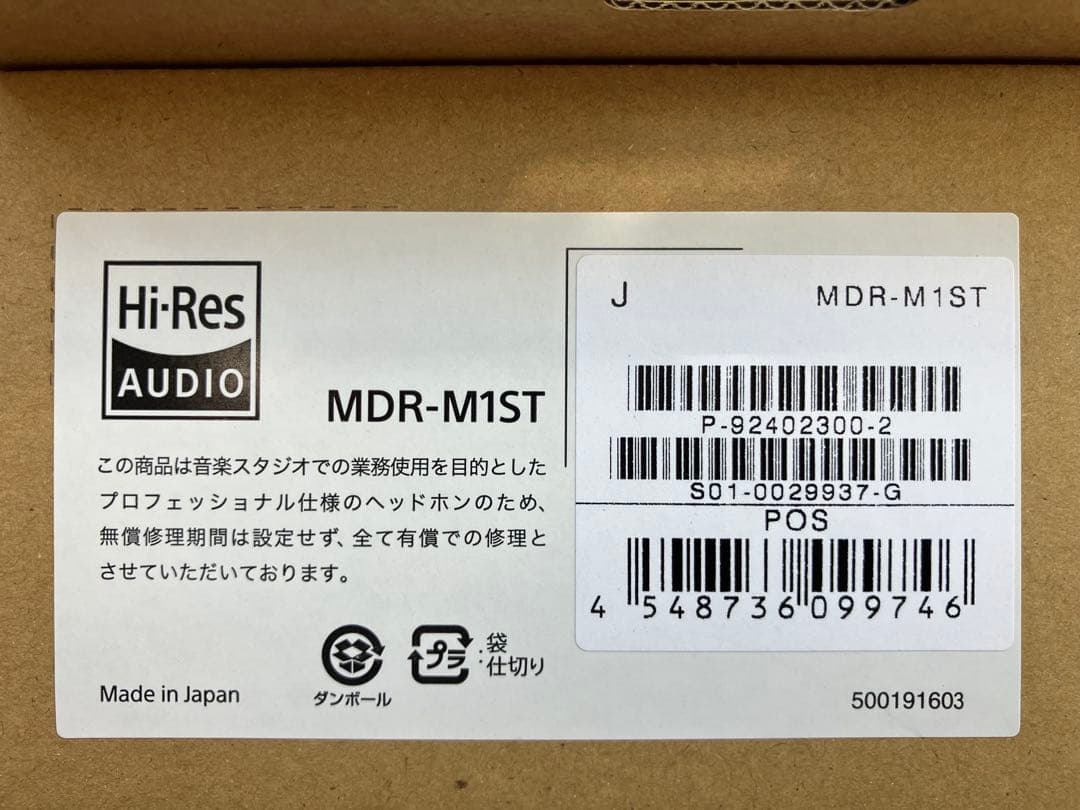 Hi-Res
AUDIO
MDR-M1ST
この商品は音楽スタジオでの業務使用を目的とした
プロフェッショナル仕様のヘッドホンのため、
無償修理期間は設定せず、全て有償での修理と
させていただいております。
Made in Japan
ダンボール
プラ
:袋
仕切り
J MDR-M1ST
P-92402300-2
S01-0029937-G
POS
4 548736 099746
500191603